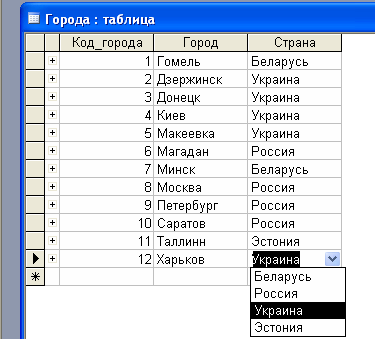 Города : таблица
Код_города Город Страна
+ 1 Гомель Беларусь
+ 2 Дзержинск Украина
+ 3 Донецк Украина
+ 4 Киев Украина
+ 5 Макеевка Украина
+ 6 Магадан Россия
+ 7 Минск Беларусь
+ 8 Москва Россия
+ 9 Петербург Россия
+ 10 Саратов Россия
+ 11 Таллинн Эстония
+ 12 Харьков Украина
Беларусь
Россия
Украина
Эстония